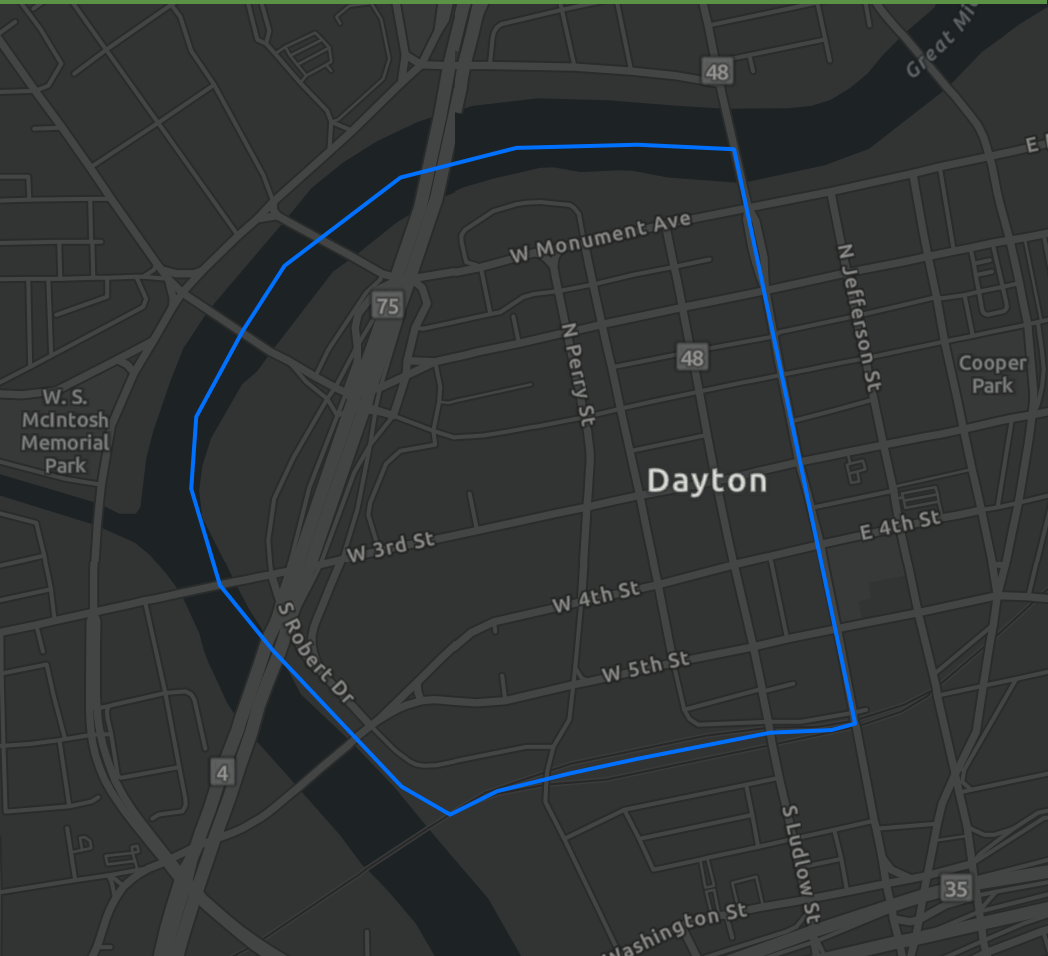 Great
48
E
W Monument Ave
N Jefferson St
75
N Perry St
48
Cooper
Park
W. S.
McIntosh
Memorial
Park
Dayton
E 4th St
W 3rd St
W 4th St
S Robert Dr
W 5th St
4
S Ludlow St
35
Washington St